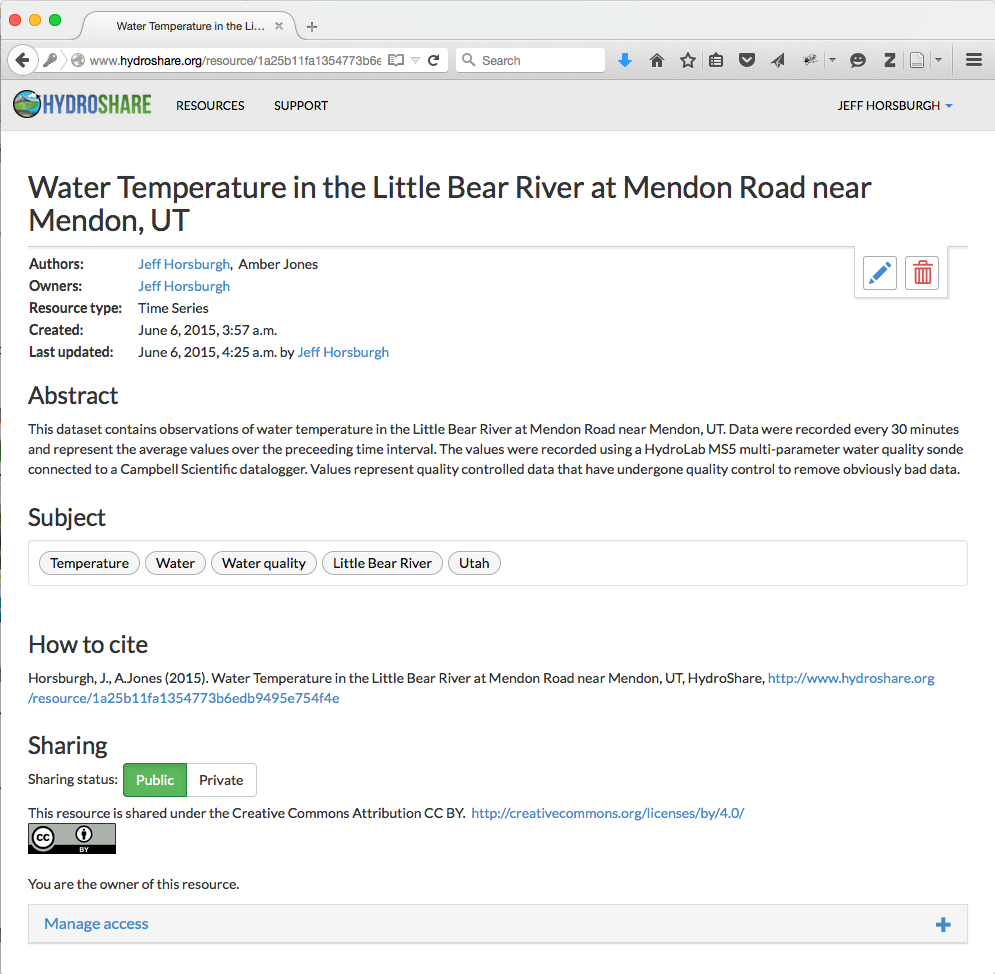 Water Temperature in the Li...
www.hydroshare.org/resource/1a25b11fa1354773b6e
Search
Z
HYDROSHARE RESOURCES SUPPORT JEFF HORSBURGH
Water Temperature in the Little Bear River at Mendon Road near
Mendon, UT
Authors: Jeff Horsburgh, Amber Jones
Owners: Jeff Horsburgh
Resource type: Time Series
Created: June 6, 2015, 3:57 a.m.
Last updated: June 6, 2015, 4:25 a.m. by Jeff Horsburgh
Abstract
This dataset contains observations of water temperature in the Little Bear River at Mendon Road near Mendon, UT. Data were recorded every 30 minutes
and represent the average values over the preceeding time interval. The values were recorded using a HydroLab MS5 multi-parameter water quality sonde
connected to a Campbell Scientific datalogger. Values represent quality controlled data that have undergone quality control to remove obviously bad data.
Subject
Temperature Water Water quality Little Bear River Utah
How to cite
Horsburgh, J., A.Jones (2015). Water Temperature in the Little Bear River at Mendon Road near Mendon, UT, HydroShare, http://www.hydroshare.org
/resource/1a25b11fa1354773b6edb9495e754f4e
Sharing
Sharing status: Public Private
This resource is shared under the Creative Commons Attribution CC BY. http://creativecommons.org/licenses/by/4.0/
cc
BY
You are the owner of this resource.
Manage access